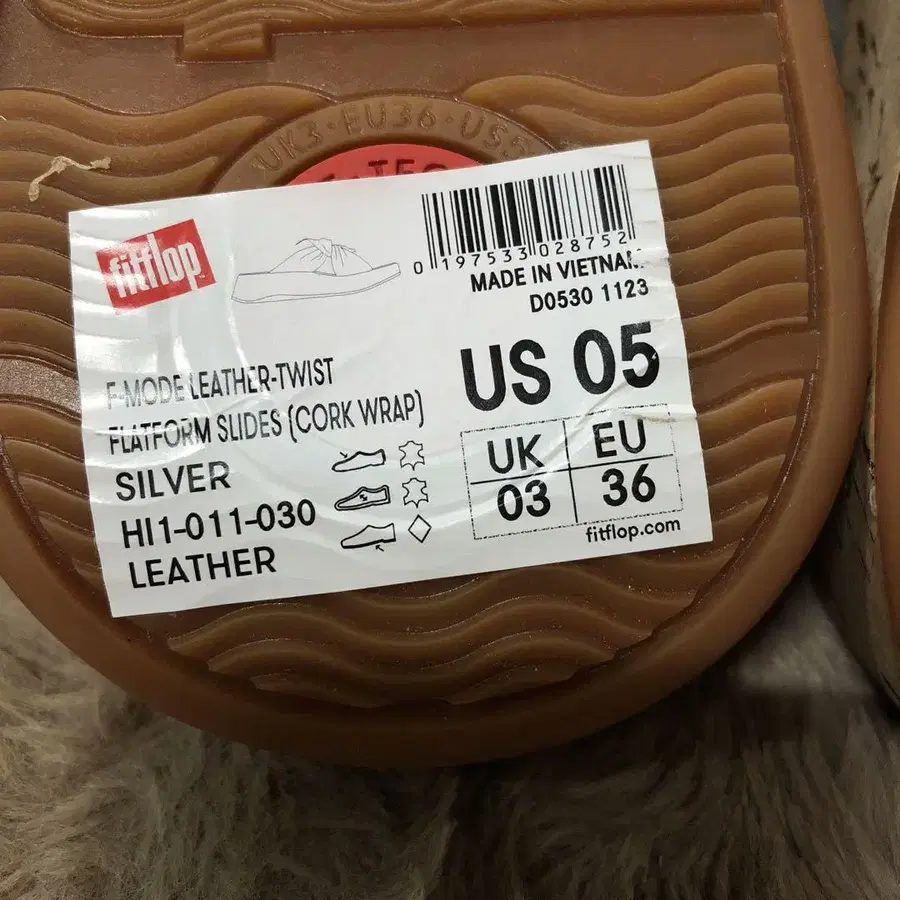 UK3·EU36·US5
fitflop
0 197533 028752
MADE IN VIETNAM
D0530 1123
US 05
F-MODE LEATHER-TWIST
FLATFORM SLIDES (CORK WRAP)
SILVER
HI1-011-030
LEATHER
UK EU
03 36
fitflop.com